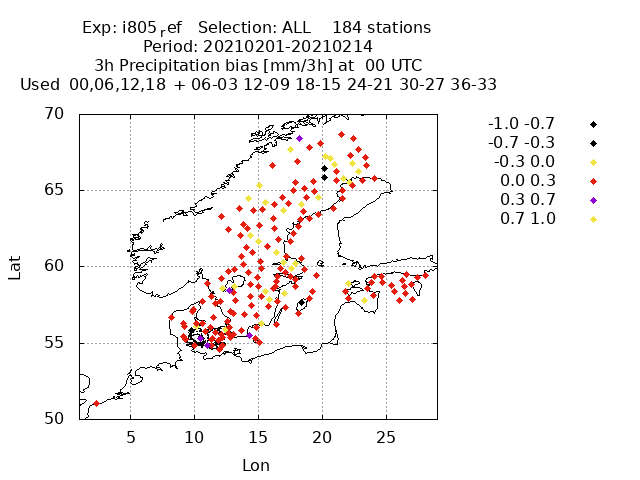 Exp: i805ref Selection: ALL 184 stations
Period: 20210201-20210214
3h Precipitation bias [mm/3h] at 00 UTC
Used 00,06,12,18 + 06-03 12-09 18-15 24-21 30-27 36-33
-1.0 -0.7
-0.7 -0.3
-0.3 0.0
0.0 0.3
0.3 0.7
0.7 1.0
70
65
60
55
50
Lat
5 10 15 20 25
Lon